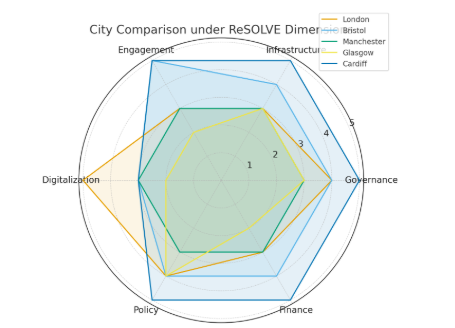 City Comparison under ReSOLVE Dimensions
London
Bristol
Manchester
Glasgow
Cardiff
Engagement
Infrastructure
5
4
3
2
1
Digitalization
Governance
Policy
Finance